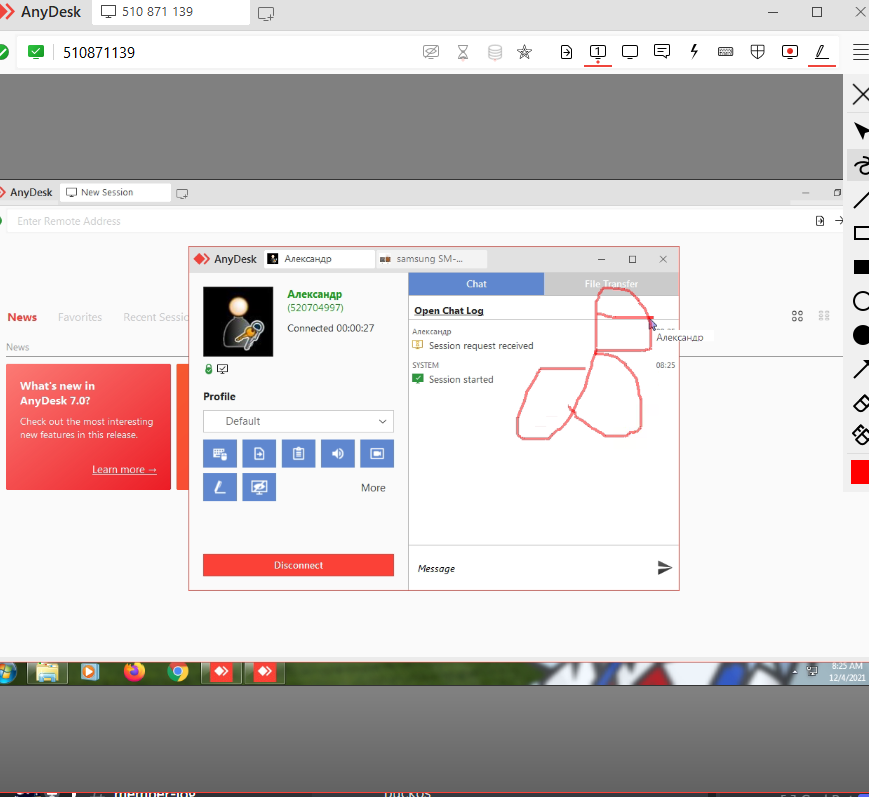 AnyDesk
510 871 139
510871139
1
AnyDesk
New Session
Enter Remote Address
News
Favorites
Recent Sessio
News
What's new in
AnyDesk 7.0?
Check out the most interesting
new features in this release.
Learn more →
AnyDesk
Александр
samsung SM-...
Александр
(520704997)
Connected 00:00:27
Profile
Default
More
Disconnect
Chat
File Transfer
Open Chat Log
Александр
Session request received
Александр
SYSTEM
08:25
Session started
Message
8:25 AM
12/4/2021
member-log